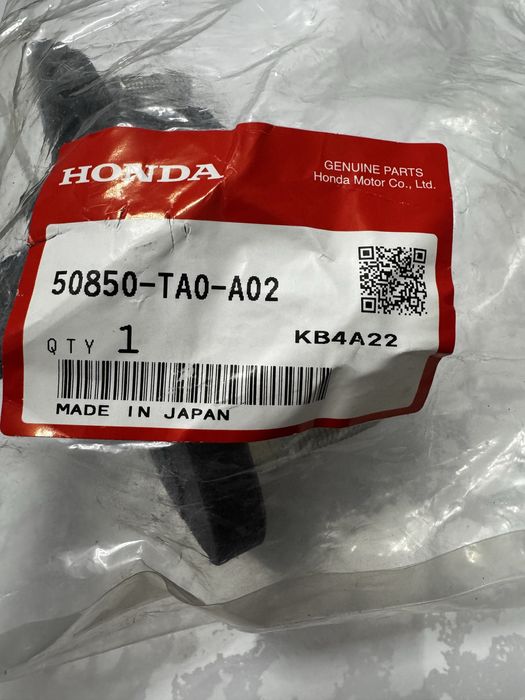 HONDA
GENUINE PARTS
Honda Motor Co., Ltd.
50850-TA0-A02
QTY 1
KB4A22
MADE IN JAPAN